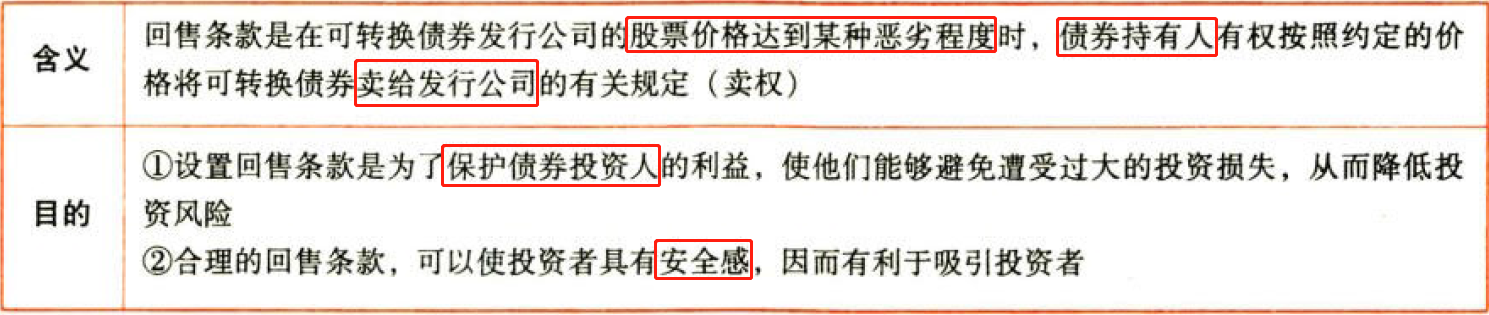 含义
回售条款是在可转换债券发行公司的股票价格达到某种恶劣程度时，债券持有人有权按照约定的价
格将可转换债券卖给发行公司的有关规定（卖权）
目的
①设置回售条款是为了保护债券投资人的利益，使他们能够避免遭受过大的投资损失，从而降低投
资风险
②合理的回售条款，可以使投资者具有安全感，因而有利于吸引投资者